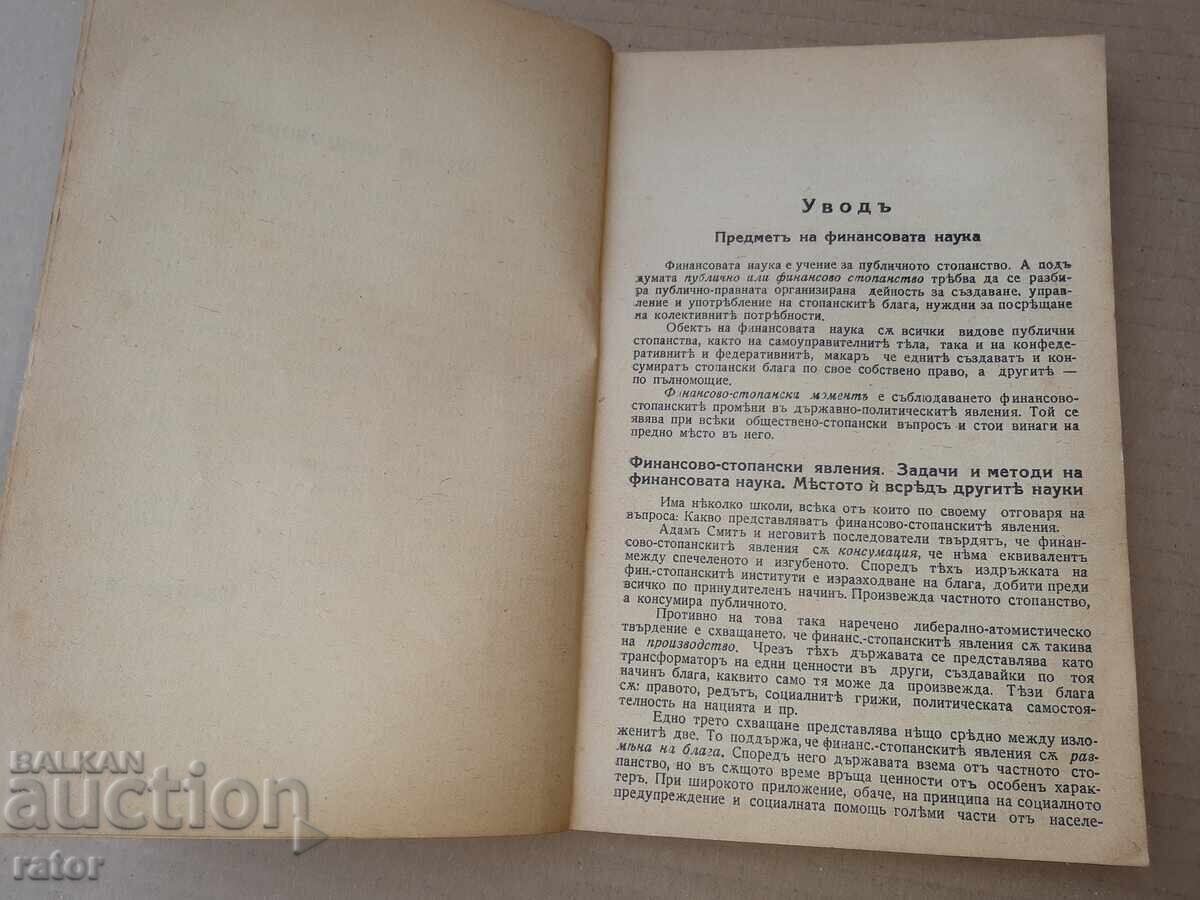 Уводъ
Предметъ на финансовата наука
Финансовата наука е учение за публичното стопанство. А подъ
думата публично или финансово стопанство трѣбва да се разби-
ра публично-правната организирана дейность за създаване, управ-
ление и употрѣбление на стопанскитѣ блага, нуждни за посрѣщане
на колективнитѣ потрѣбности.
Обектъ на финансовата наука сѫ всички видове публични
стопанства, както на самоуправителнитѣ тѣла, така и на конфеде-
ративнитѣ и федеративнитѣ, макаръ че еднитѣ създаватъ и кон-
сумиратъ стопански блага по свое собствено право, а другитѣ —
по пълномощие.
Финансово-стопански моментъ е съблюдаването финансово-
стопанскитѣ промѣни въ държавно-политическитѣ явления. Той се
явява при всѣки обществено-стопански въпросъ и стои винаги на
предно мѣсто въ него.
Финансово-стопански явления. Задачи и методи на
финансовата наука. Мѣстото ѝ всрѣдъ другитѣ науки
Има нѣколко школи, всѣка отъ които по своему отговаря на
въпроса: Какво представляватъ финансово-стопанскитѣ явления.
Адамъ Смитъ и неговитѣ последователи твърдятъ, че финан-
сово-стопанскитѣ явления сѫ консумация, че нѣма еквивалентъ
между спечеленото и изгубеното. Споредъ тѣхъ издръжката на
фин.-стопанскитѣ институти е изразходване на блага, добити преди
всичко по принудителенъ начинъ. Произвежда частното стопанство,
а консумира публичното.
Противно на това така наречено либерално-атомистическо
твърдение е схващането, че финанс.-стопанскитѣ явления сѫ такива
на производство. Чрезъ тѣхъ държавата се представлява като
трансформаторъ на едни ценности въ други, създавайки по тоя
начинъ блага, каквито само тя може да произвежда. Тѣзи блага
сѫ: правото, редътъ, социалнитѣ грижи, политическата самостоя-
телность на нацията и пр.
Едно трето схващане представлява нѣщо срѣдно между изло-
женитѣ две. То поддържа, че финанс.-стопанскитѣ явления сѫ раз-
мѣна на блага. Споредъ него държавата взема отъ частното сто-
панство, но въ сѫщото време връща ценности отъ особенъ харак-
теръ. При широкото приложение, обаче, на принципа на социалното
предупреждение и социалната помощь голѣми части отъ населе-
BALKAN
auction
rator